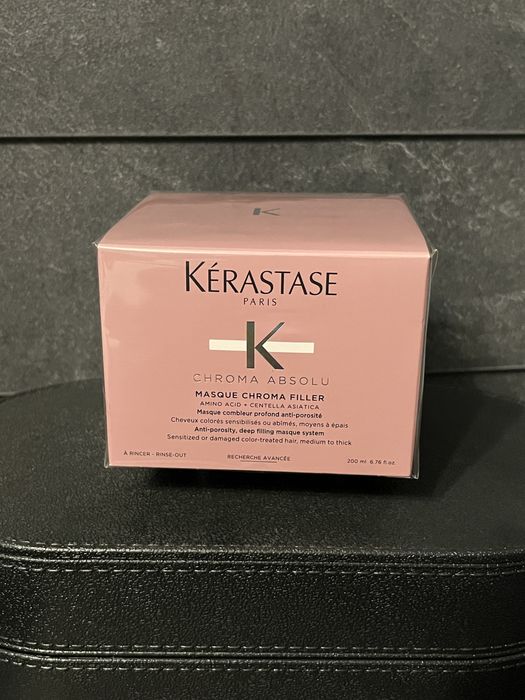 K
KÉRASTASE
PARIS
K
CHROMA ABSOLU
MASQUE CHROMA FILLER
AMINO ACID + CENTELLA ASIATICA
Masque combleur profond anti-porosité
Cheveux colorés sensibilisés ou abîmés, moyens à épais
Anti-porosity, deep filling masque system
Sensitized or damaged color-treated hair, medium to thick
À RINCER - RINSE-OUT RECHERCHE AVANCÉE 200 ml 6.76 fl.oz.